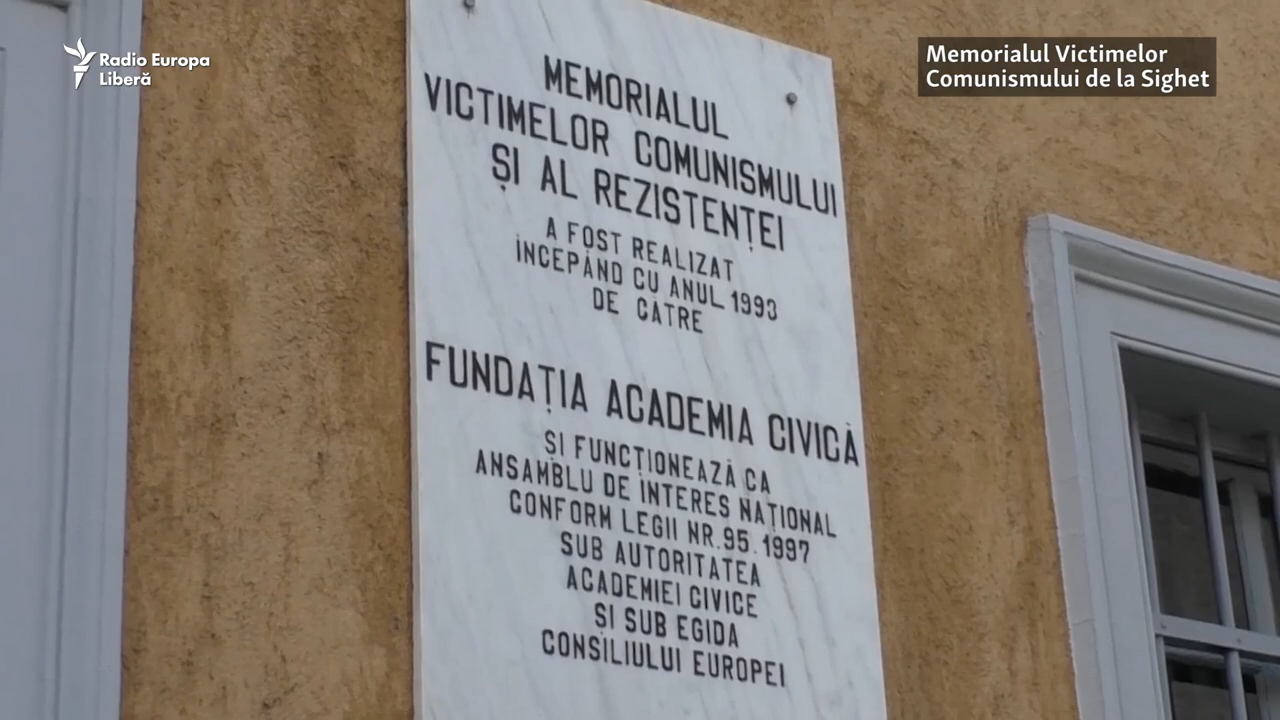 Radio Europa
Liberă
Memorialul Victimelor
Comunismului de la Sighet
MEMORIALUL
VICTIMELOR COMUNISMULUI
ȘI AL REZISTENȚEI
A FOST REALIZAT
ÎNCEPÂND CU ANUL 1993
DE CĂTRE
FUNDAȚIA ACADEMIA CIVICĂ
ȘI FUNCȚIONEAZĂ CA
ANSAMBLU DE INTERES NAȚIONAL
CONFORM LEGII NR.95.1997
SUB AUTORITATEA
ACADEMIEI CIVICE
ȘI SUB EGIDA
CONSILIULUI EUROPEI